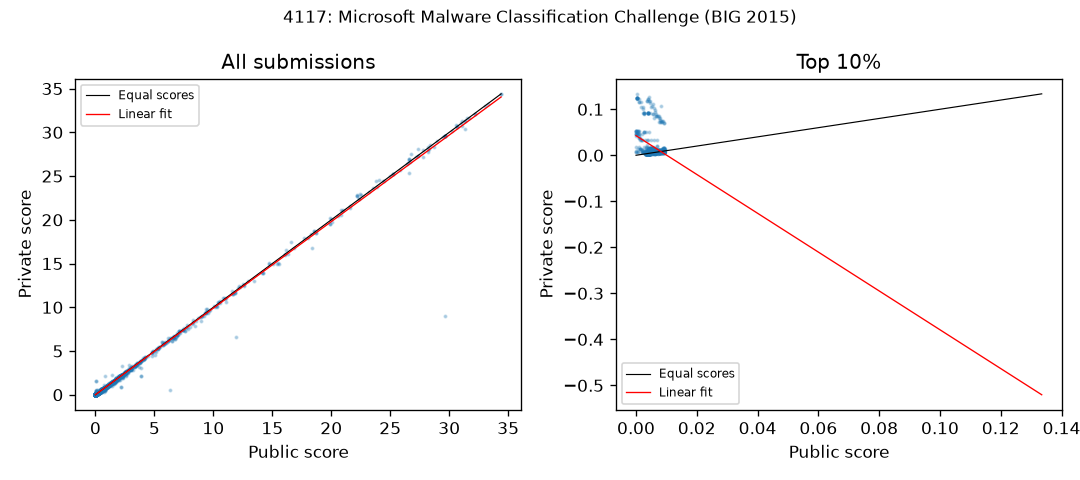 4117: Microsoft Malware Classification Challenge (BIG 2015)
All submissions
Equal scores
Linear fit
Private score
35
30
25
20
15
10
5
0
0 5 10 15 20 25 30 35
Public score
Top 10%
Private score
0.1
0.0
−0.1
−0.2
−0.3
−0.4
−0.5
Equal scores
Linear fit
0.00 0.02 0.04 0.06 0.08 0.10 0.12 0.14
Public score